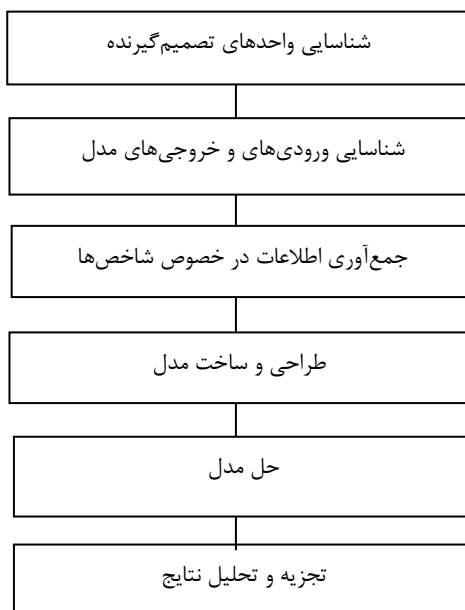 شناسایی واحدهای تصمیم‌گیرنده
شناسایی ورودی‌های و خروجی‌های مدل
جمع‌آوری اطلاعات در خصوص شاخص‌ها
طراحی و ساخت مدل
حل مدل
تجزیه و تحلیل نتایج